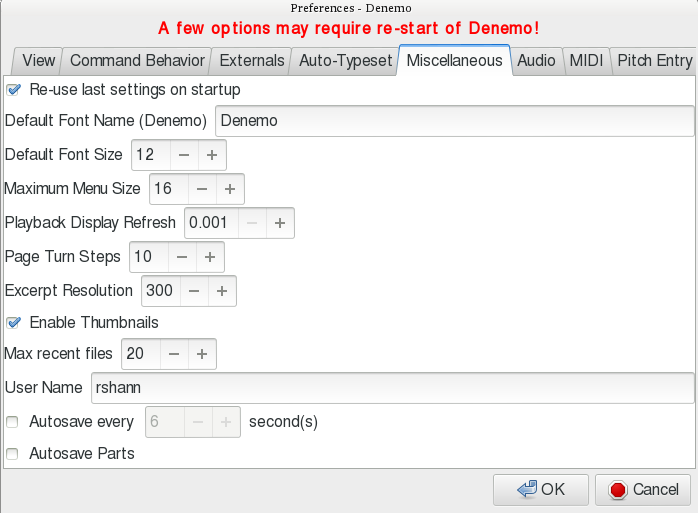 Preferences - Denemo
A few options may require re-start of Denemo!
View Command Behavior Externals Auto-Typeset Miscellaneous Audio MIDI Pitch Entry
Re-use last settings on startup
Default Font Name (Denemo) Denemo
Default Font Size 12 − +
Maximum Menu Size 16 − +
Playback Display Refresh 0.001 − +
Page Turn Steps 10 − +
Excerpt Resolution 300 − +
Enable Thumbnails
Max recent files 20 − +
User Name rshann
Autosave every 6 − + second(s)
Autosave Parts
OK Cancel